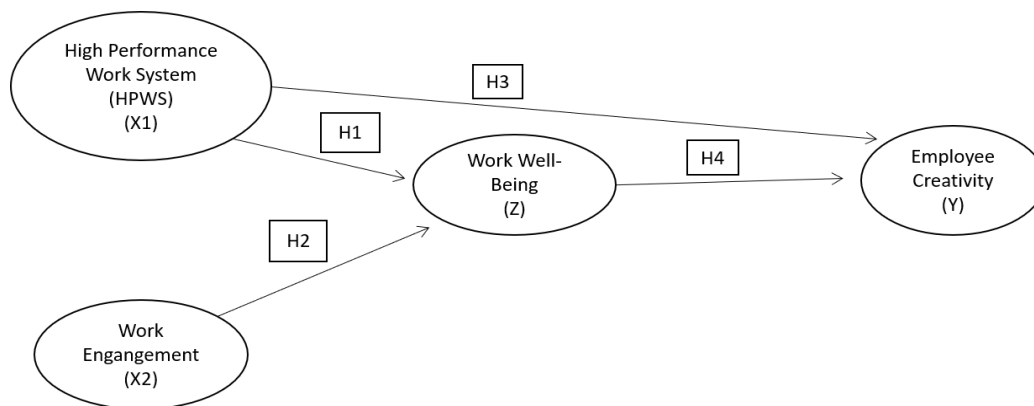 High Performance
Work System
(HPWS)
(X1)
H3
H1
Work Well-
Being
(Z)
H4
Employee
Creativity
(Y)
H2
Work
Engangement
(X2)